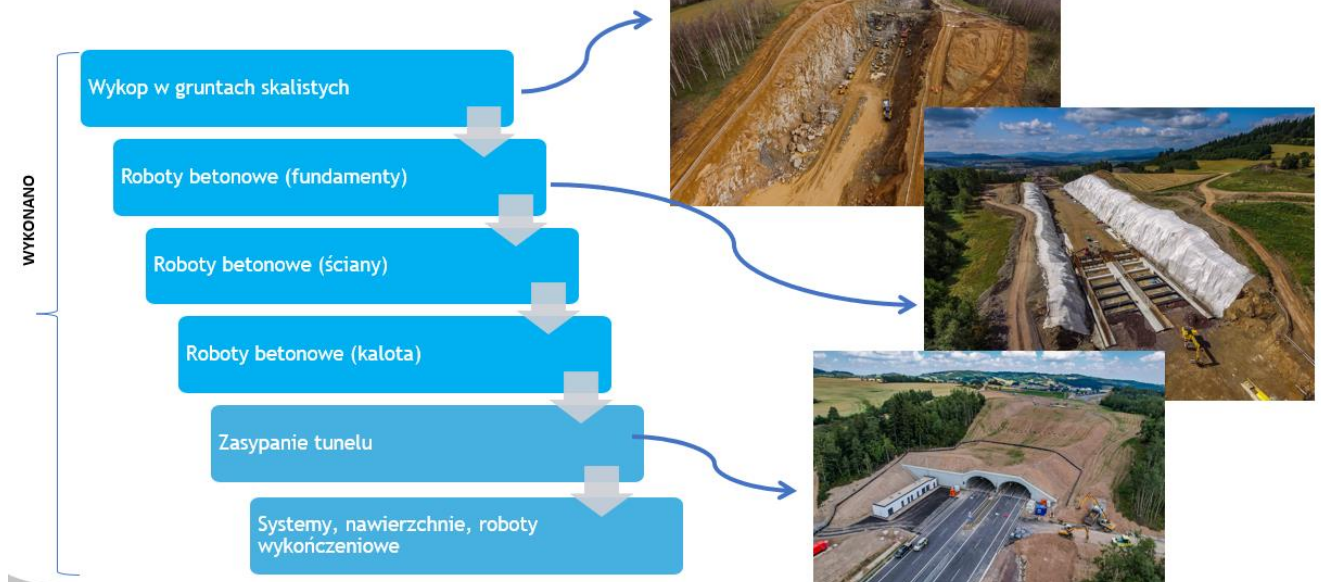 WYKONANO
Wykop w gruntach skalistych
Roboty betonowe (fundamenty)
Roboty betonowe (ściany)
Roboty betonowe (kalota)
Zasypanie tunelu
Systemy, nawierzchnie, roboty
wykończeniowe